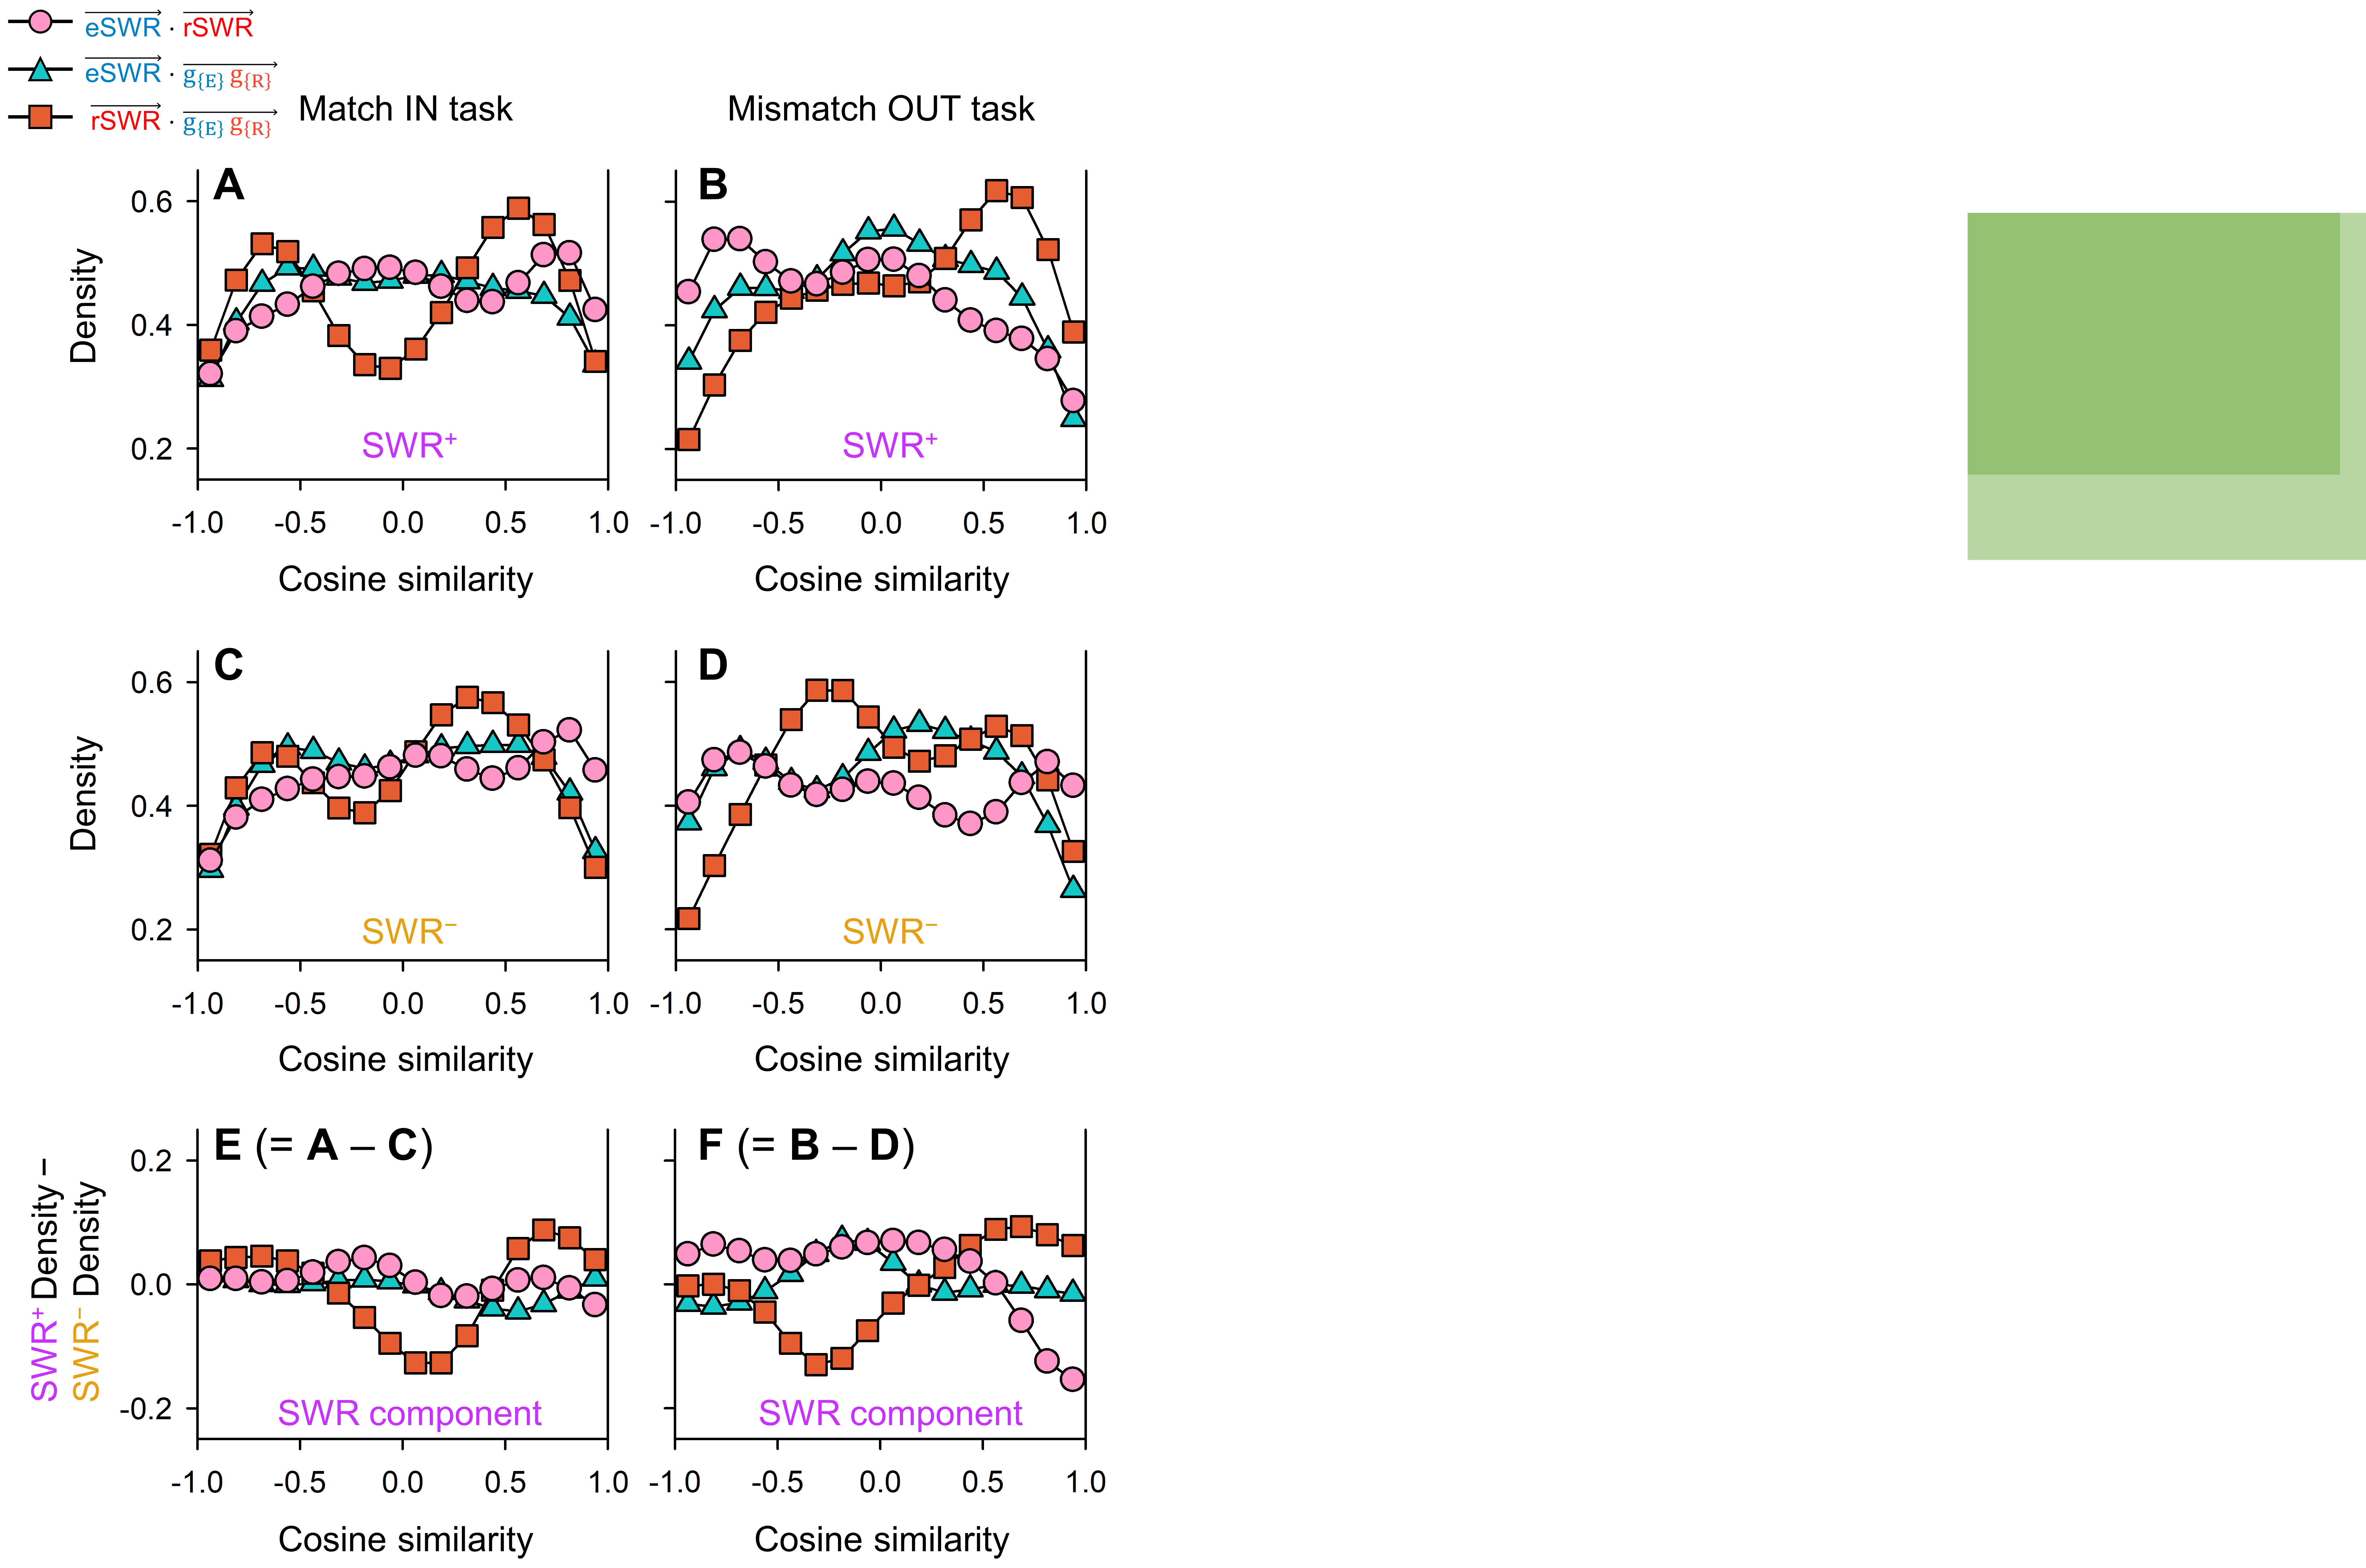 eSWR · rSWR
eSWR · g{E} g{R}
rSWR · g{E} g{R}
Match IN task
Mismatch OUT task
A
B
Density
0.6
0.4
0.2
SWR+
SWR+
-1.0 -0.5 0.0 0.5 1.0
-1.0 -0.5 0.0 0.5 1.0
Cosine similarity
Cosine similarity
C
D
Density
0.6
0.4
0.2
SWR–
SWR–
-1.0 -0.5 0.0 0.5 1.0
-1.0 -0.5 0.0 0.5 1.0
Cosine similarity
Cosine similarity
E (= A – C)
F (= B – D)
SWR+ Density –
SWR– Density
0.2
0.0
-0.2
SWR component
SWR component
-1.0 -0.5 0.0 0.5 1.0
-1.0 -0.5 0.0 0.5 1.0
Cosine similarity
Cosine similarity